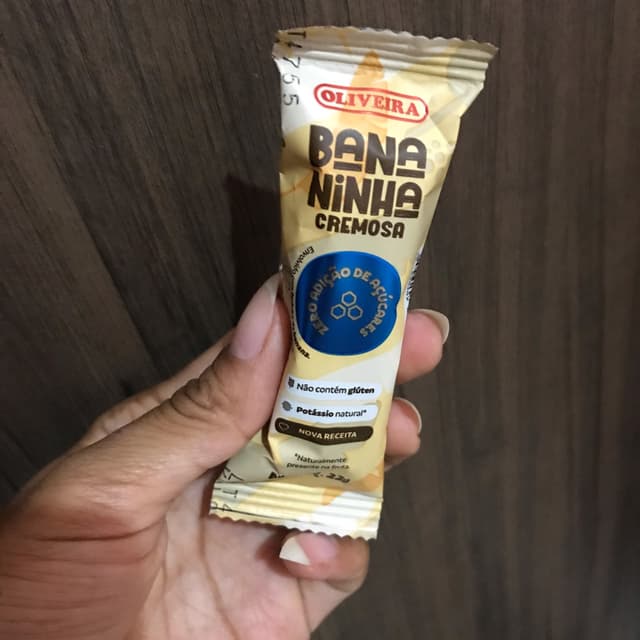 OLIVEIRA
BANA
NINHA
CREMOSA
ZERO ADIÇÃO DE AÇÚCARES
Não contém glúten
Potássio natural*
NOVA RECEITA
*Naturalmente
presente na fruta.
22g